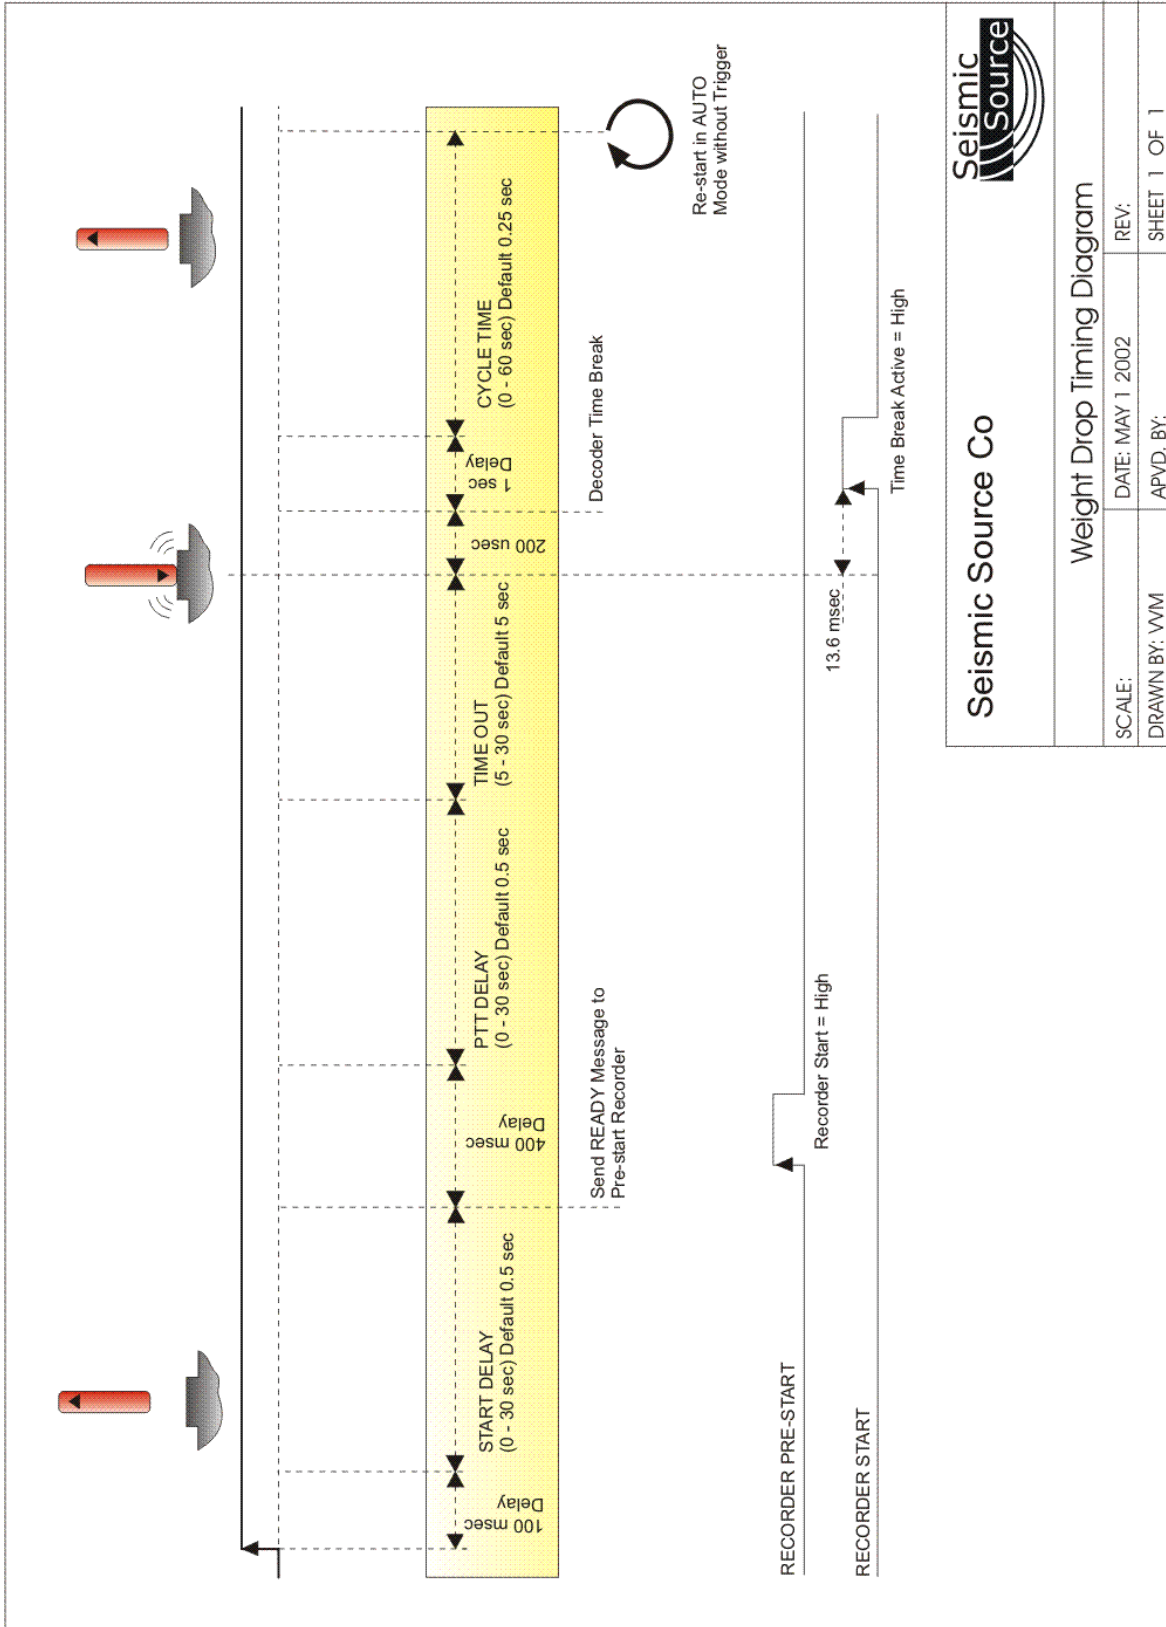 Re-start in AUTO
Mode without Trigger
100 msec
Delay
START DELAY
(0 - 30 sec) Default 0.5 sec
400 msec
Delay
PTT DELAY
(0 - 30 sec) Default 0.5 sec
TIME OUT
(5 - 30 sec) Default 5 sec
200 usec
1 sec
Delay
CYCLE TIME
(0 - 60 sec) Default 0.25 sec
Send READY Message to
Pre-start Recorder
Decoder Time Break
RECORDER PRE-START
Recorder Start = High
13.6 msec
RECORDER START
Time Break Active = High
Seismic Source Co
Seismic
Source
Weight Drop Timing Diagram
SCALE:
DATE: MAY 1 2002
REV:
DRAWN BY: WM
APVD. BY:
SHEET 1 OF 1